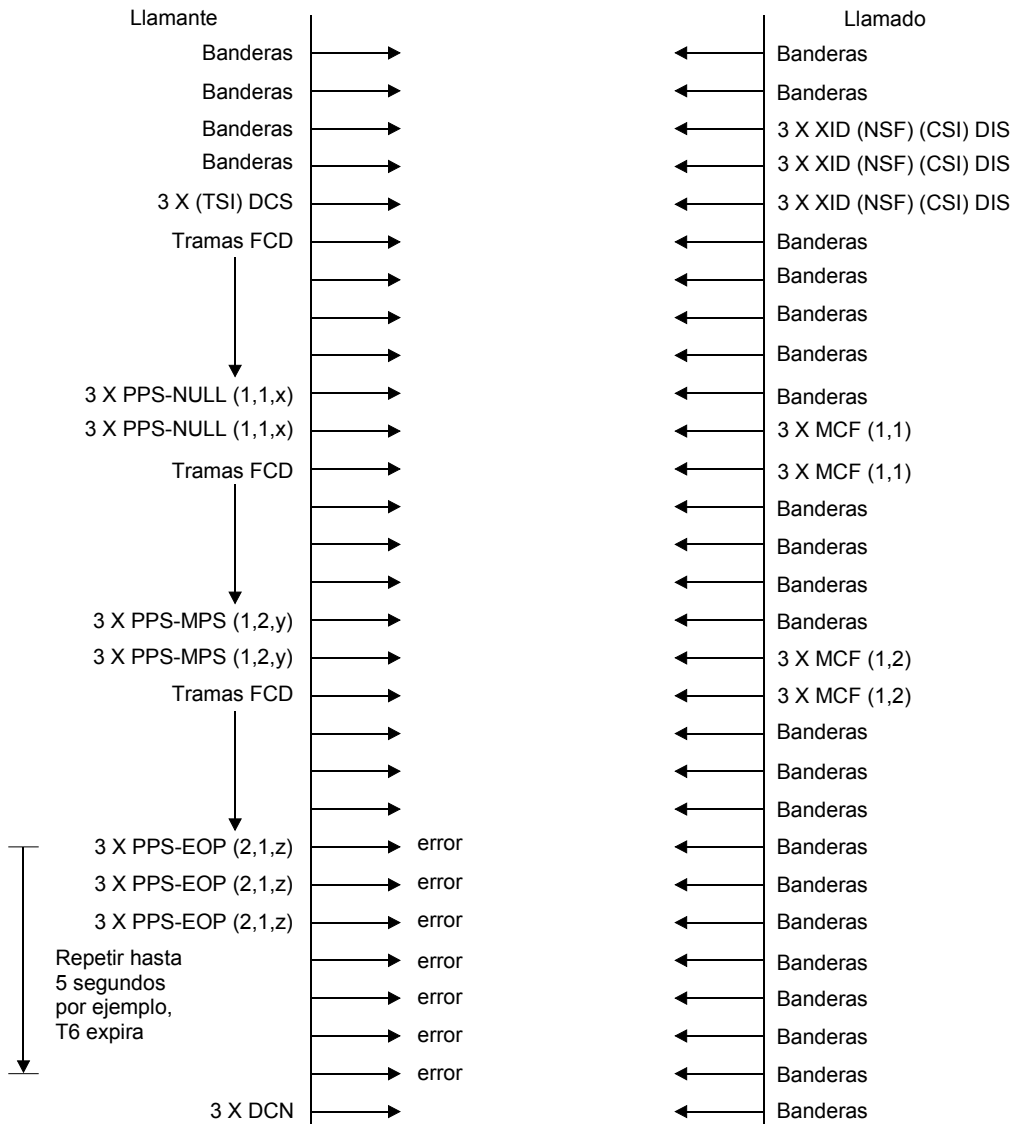 Llamante Llamado
Banderas Banderas
Banderas Banderas
Banderas 3 X XID (NSF) (CSI) DIS
Banderas 3 X XID (NSF) (CSI) DIS
3 X (TSI) DCS 3 X XID (NSF) (CSI) DIS
Tramas FCD Banderas
Banderas
Banderas
Banderas
3 X PPS-NULL (1,1,x) Banderas
3 X PPS-NULL (1,1,x) 3 X MCF (1,1)
Tramas FCD 3 X MCF (1,1)
Banderas
Banderas
Banderas
3 X PPS-MPS (1,2,y) Banderas
3 X PPS-MPS (1,2,y) 3 X MCF (1,2)
Tramas FCD 3 X MCF (1,2)
Banderas
Banderas
Banderas
3 X PPS-EOP (2,1,z) error Banderas
3 X PPS-EOP (2,1,z) error Banderas
3 X PPS-EOP (2,1,z) error Banderas
Repetir hasta error Banderas
5 segundos
por ejemplo, error Banderas
T6 expira error Banderas
error Banderas
3 X DCN Banderas